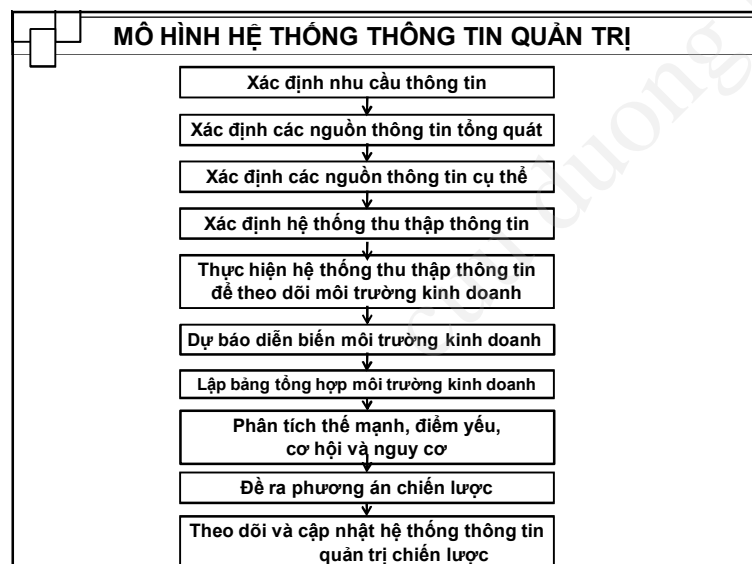 MÔ HÌNH HỆ THỐNG THÔNG TIN QUẢN TRỊ
Xác định nhu cầu thông tin
Xác định các nguồn thông tin tổng quát
Xác định các nguồn thông tin cụ thể
Xác định hệ thống thu thập thông tin
Thực hiện hệ thống thu thập thông tin
để theo dõi môi trường kinh doanh
Dự báo diễn biến môi trường kinh doanh
Lập bảng tổng hợp môi trường kinh doanh
Phân tích thế mạnh, điểm yếu,
cơ hội và nguy cơ
Đề ra phương án chiến lược
Theo dõi và cập nhật hệ thống thông tin
quản trị chiến lược